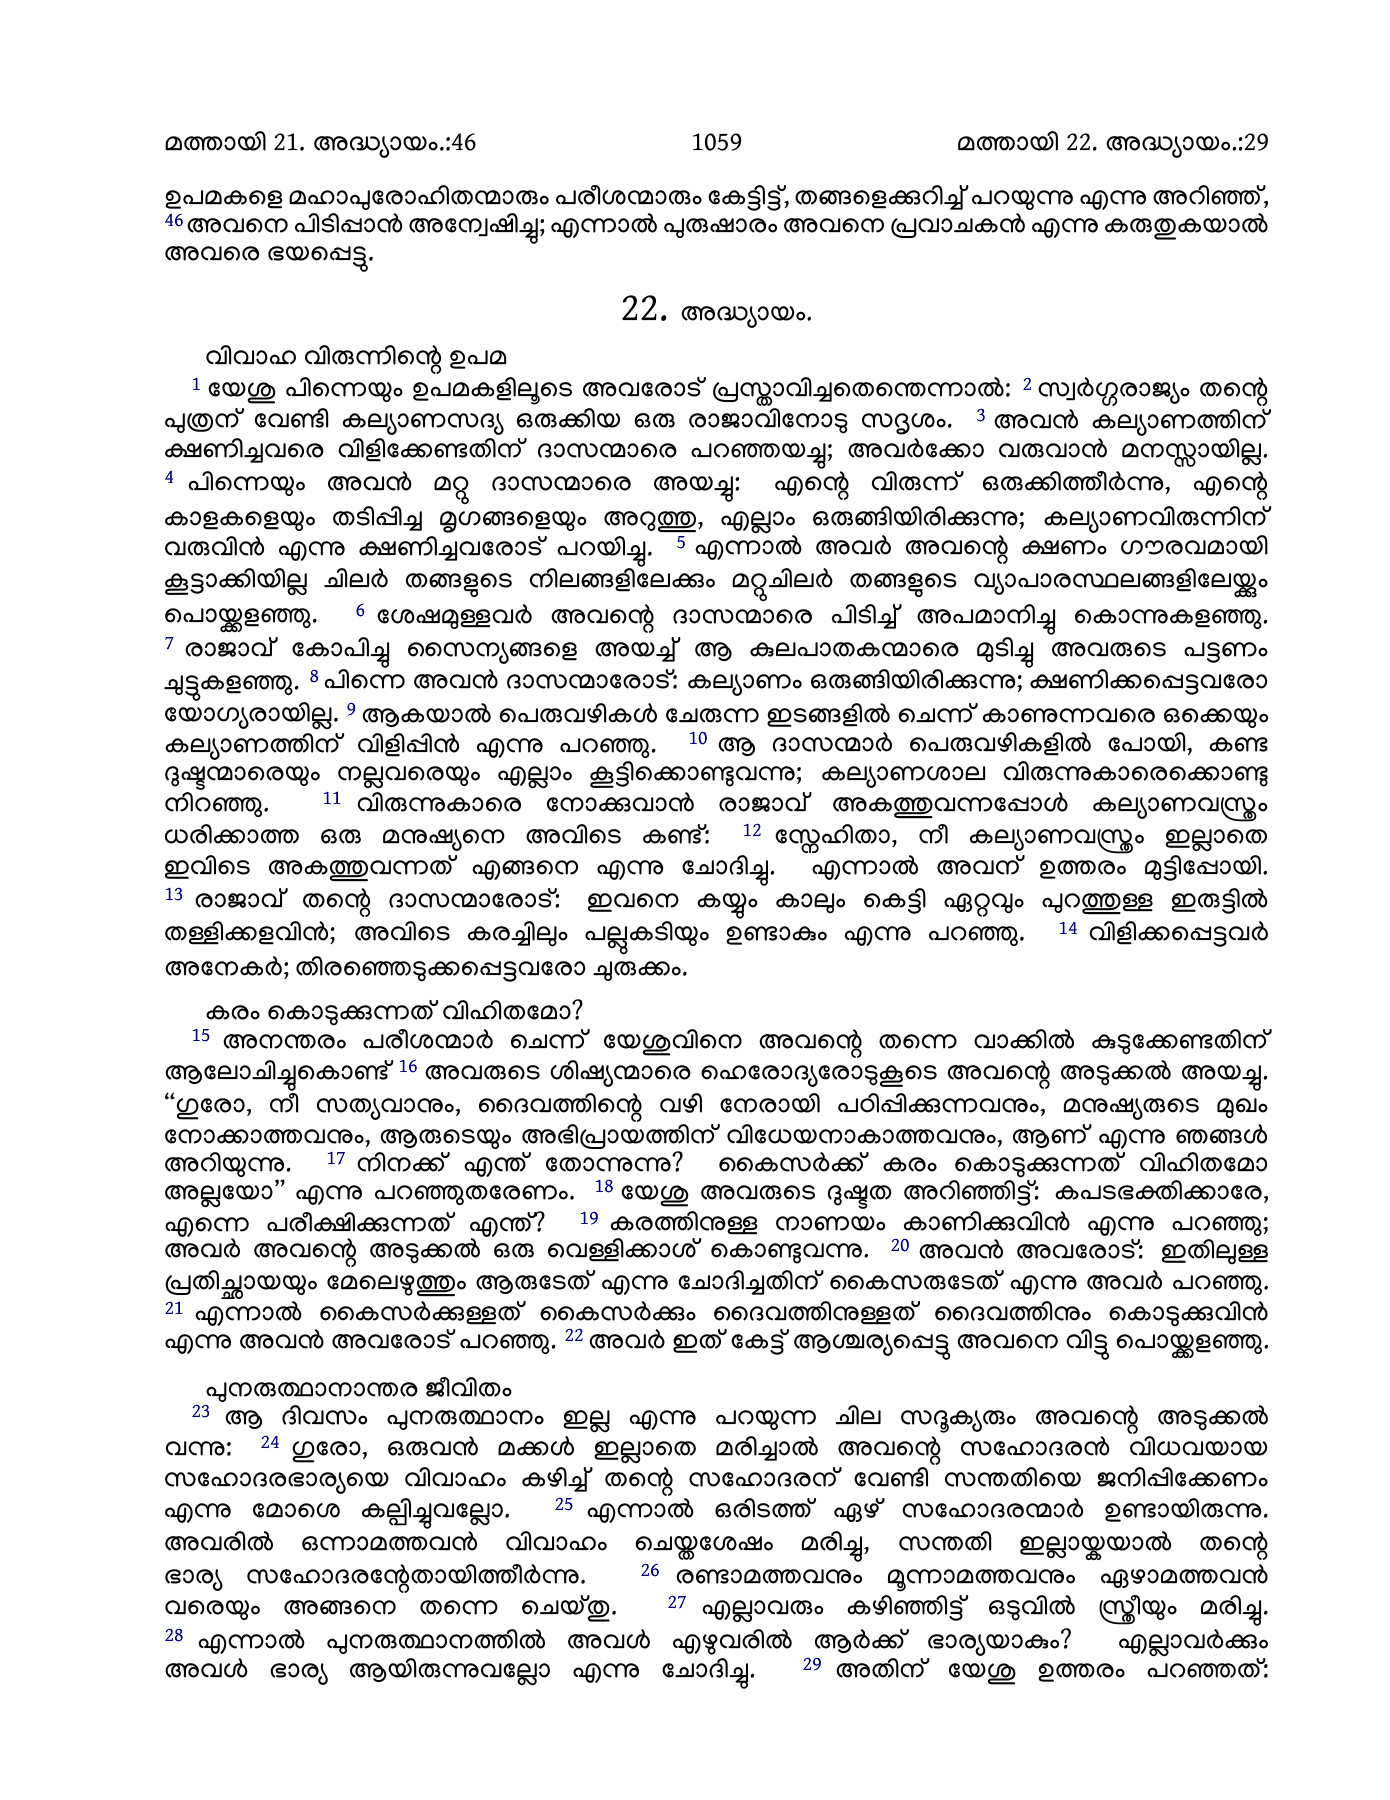 മത്തായി 21. അദ്ധ്യായം.:46 1059 മത്തായി 22. അദ്ധ്യായം.:29
ഉപമകളെ മഹാപുരോഹിതന്മാരും പരീശന്മാരും കേട്ടിട്ട്, തങ്ങളെക്കുറിച്ച് പറയുന്നു എന്നു അറിഞ്ഞ്,
46 അവനെ പിടിപ്പാൻ അന്വേഷിച്ചു; എന്നാൽ പുരുഷാരം അവനെ പ്രവാചകൻ എന്നു കരുതുകയാൽ
അവരെ ഭയപ്പെട്ടു.
22. അദ്ധ്യായം.
വിവാഹ വിരുന്നിന്റെ ഉപമ
1 യേശു പിന്നെയും ഉപമകളിലൂടെ അവരോട് പ്രസ്താവിച്ചതെന്തെന്നാൽ: 2 സ്വർഗ്ഗരാജ്യം തന്റെ
പുത്രന് വേണ്ടി കല്യാണസദ്യ ഒരുക്കിയ ഒരു രാജാവിനോടു സദൃശം. 3 അവൻ കല്യാണത്തിന്
ക്ഷണിച്ചവരെ വിളിക്കേണ്ടതിന് ദാസന്മാരെ പറഞ്ഞയച്ചു; അവർക്കോ വരുവാൻ മനസ്സായില്ല.
4 പിന്നെയും അവൻ മറ്റു ദാസന്മാരെ അയച്ചു: എന്റെ വിരുന്ന് ഒരുക്കിത്തീർന്നു, എന്റെ
കാളകളെയും തടിപ്പിച്ച മൃഗങ്ങളെയും അറുത്തു, എല്ലാം ഒരുങ്ങിയിരിക്കുന്നു; കല്യാണവിരുന്നിന്
വരുവിൻ എന്നു ക്ഷണിച്ചവരോട് പറയിച്ചു. 5 എന്നാൽ അവർ അവന്റെ ക്ഷണം ഗൗരവമായി
കൂട്ടാക്കിയില്ല ചിലർ തങ്ങളുടെ നിലങ്ങളിലേക്കും മറ്റുചിലർ തങ്ങളുടെ വ്യാപാരസ്ഥലങ്ങളിലേയ്ക്കും
പൊയ്ക്കളഞ്ഞു. 6 ശേഷമുള്ളവർ അവന്റെ ദാസന്മാരെ പിടിച്ച് അപമാനിച്ചു കൊന്നുകളഞ്ഞു.
7 രാജാവ് കോപിച്ചു സൈന്യങ്ങളെ അയച്ച് ആ കുലപാതകന്മാരെ മുടിച്ചു അവരുടെ പട്ടണം
ചുട്ടുകളഞ്ഞു. 8 പിന്നെ അവൻ ദാസന്മാരോട്: കല്യാണം ഒരുങ്ങിയിരിക്കുന്നു; ക്ഷണിക്കപ്പെട്ടവരോ
യോഗ്യരായില്ല. 9 ആകയാൽ പെരുവഴികൾ ചേരുന്ന ഇടങ്ങളിൽ ചെന്ന് കാണുന്നവരെ ഒക്കെയും
കല്യാണത്തിന് വിളിപ്പിൻ എന്നു പറഞ്ഞു. 10 ആ ദാസന്മാർ പെരുവഴികളിൽ പോയി, കണ്ട
ദുഷ്ടന്മാരെയും നല്ലവരെയും എല്ലാം കൂട്ടിക്കൊണ്ടുവന്നു; കല്യാണശാല വിരുന്നുകാരെക്കൊണ്ടു
നിറഞ്ഞു. 11 വിരുന്നുകാരെ നോക്കുവാൻ രാജാവ് അകത്തുവന്നപ്പോൾ കല്യാണവസ്ത്രം
ധരിക്കാത്ത ഒരു മനുഷ്യനെ അവിടെ കണ്ട്: 12 സ്നേഹിതാ, നീ കല്യാണവസ്ത്രം ഇല്ലാതെ
ഇവിടെ അകത്തുവന്നത് എങ്ങനെ എന്നു ചോദിച്ചു. എന്നാൽ അവന് ഉത്തരം മുട്ടിപ്പോയി.
13 രാജാവ് തന്റെ ദാസന്മാരോട്: ഇവനെ കയ്യും കാലും കെട്ടി ഏറ്റവും പുറത്തുള്ള ഇരുട്ടിൽ
തള്ളിക്കളവിൻ; അവിടെ കരച്ചിലും പല്ലുകടിയും ഉണ്ടാകും എന്നു പറഞ്ഞു. 14 വിളിക്കപ്പെട്ടവർ
അനേകർ; തിരഞ്ഞെടുക്കപ്പെട്ടവരോ ചുരുക്കം.
കരം കൊടുക്കുന്നത് വിഹിതമോ?
15 അനന്തരം പരീശന്മാർ ചെന്ന് യേശുവിനെ അവന്റെ തന്നെ വാക്കിൽ കുടുക്കേണ്ടതിന്
ആലോചിച്ചുകൊണ്ട് 16 അവരുടെ ശിഷ്യന്മാരെ ഹെരോദ്യരോടുകൂടെ അവന്റെ അടുക്കൽ അയച്ചു.
“ഗുരോ, നീ സത്യവാനും, ദൈവത്തിന്റെ വഴി നേരായി പഠിപ്പിക്കുന്നവനും, മനുഷ്യരുടെ മുഖം
നോക്കാത്തവനും, ആരുടെയും അഭിപ്രായത്തിന് വിധേയനാകാത്തവനും, ആണ് എന്നു ഞങ്ങൾ
അറിയുന്നു. 17 നിനക്ക് എന്ത് തോന്നുന്നു? കൈസർക്ക് കരം കൊടുക്കുന്നത് വിഹിതമോ
അല്ലയോ” എന്നു പറഞ്ഞുതരേണം. 18 യേശു അവരുടെ ദുഷ്ടത അറിഞ്ഞിട്ട്: കപടഭക്തിക്കാരേ,
എന്നെ പരീക്ഷിക്കുന്നത് എന്ത്? 19 കരത്തിനുള്ള നാണയം കാണിക്കുവിൻ എന്നു പറഞ്ഞു;
അവർ അവന്റെ അടുക്കൽ ഒരു വെള്ളിക്കാശ് കൊണ്ടുവന്നു. 20 അവൻ അവരോട്: ഇതിലുള്ള
പ്രതിച്ഛായയും മേലെഴുത്തും ആരുടേത് എന്നു ചോദിച്ചതിന് കൈസരുടേത് എന്നു അവർ പറഞ്ഞു.
21 എന്നാൽ കൈസർക്കുള്ളത് കൈസർക്കും ദൈവത്തിനുള്ളത് ദൈവത്തിനും കൊടുക്കുവിൻ
എന്നു അവൻ അവരോട് പറഞ്ഞു. 22 അവർ ഇത് കേട്ട് ആശ്ചര്യപ്പെട്ടു അവനെ വിട്ടു പൊയ്ക്കളഞ്ഞു.
പുനരുത്ഥാനാന്തര ജീവിതം
23 ആ ദിവസം പുനരുത്ഥാനം ഇല്ല എന്നു പറയുന്ന ചില സദൂക്യരും അവന്റെ അടുക്കൽ
വന്നു: 24 ഗുരോ, ഒരുവൻ മക്കൾ ഇല്ലാതെ മരിച്ചാൽ അവന്റെ സഹോദരൻ വിധവയായ
സഹോദരഭാര്യയെ വിവാഹം കഴിച്ച് തന്റെ സഹോദരന് വേണ്ടി സന്തതിയെ ജനിപ്പിക്കേണം
എന്നു മോശെ കല്പിച്ചുവല്ലോ. 25 എന്നാൽ ഒരിടത്ത് ഏഴ് സഹോദരന്മാർ ഉണ്ടായിരുന്നു.
അവരിൽ ഒന്നാമത്തവൻ വിവാഹം ചെയ്തശേഷം മരിച്ചു, സന്തതി ഇല്ലായ്കയാൽ തന്റെ
ഭാര്യ സഹോദരന്റേതായിത്തീർന്നു. 26 രണ്ടാമത്തവനും മൂന്നാമത്തവനും ഏഴാമത്തവൻ
വരെയും അങ്ങനെ തന്നെ ചെയ്തു. 27 എല്ലാവരും കഴിഞ്ഞിട്ട് ഒടുവിൽ സ്ത്രീയും മരിച്ചു.
28 എന്നാൽ പുനരുത്ഥാനത്തിൽ അവൾ എഴുവരിൽ ആർക്ക് ഭാര്യയാകും? എല്ലാവർക്കും
അവൾ ഭാര്യ ആയിരുന്നുവല്ലോ എന്നു ചോദിച്ചു. 29 അതിന് യേശു ഉത്തരം പറഞ്ഞത്: